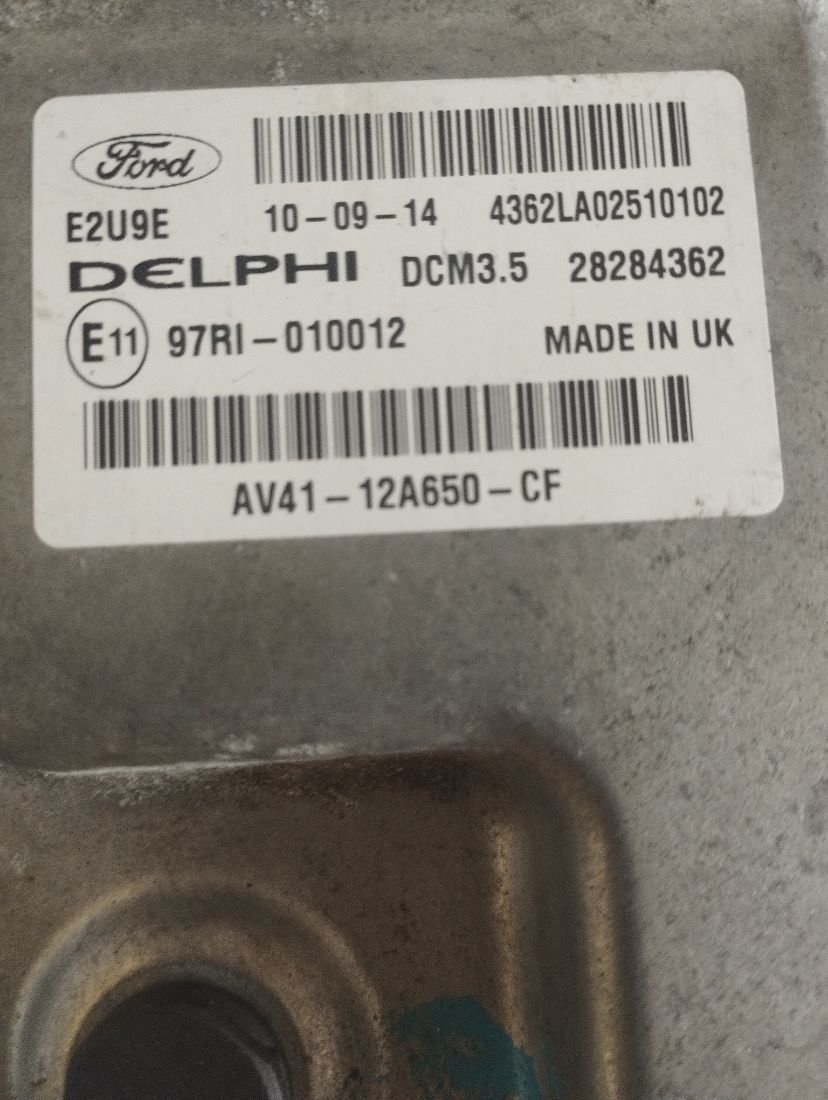 Ford
E2U9E 10-09-14 4362LA02510102
DELPHI DCM3.5 28284362
E11 97RI-010012 MADE IN UK
AV41-12A650-CF